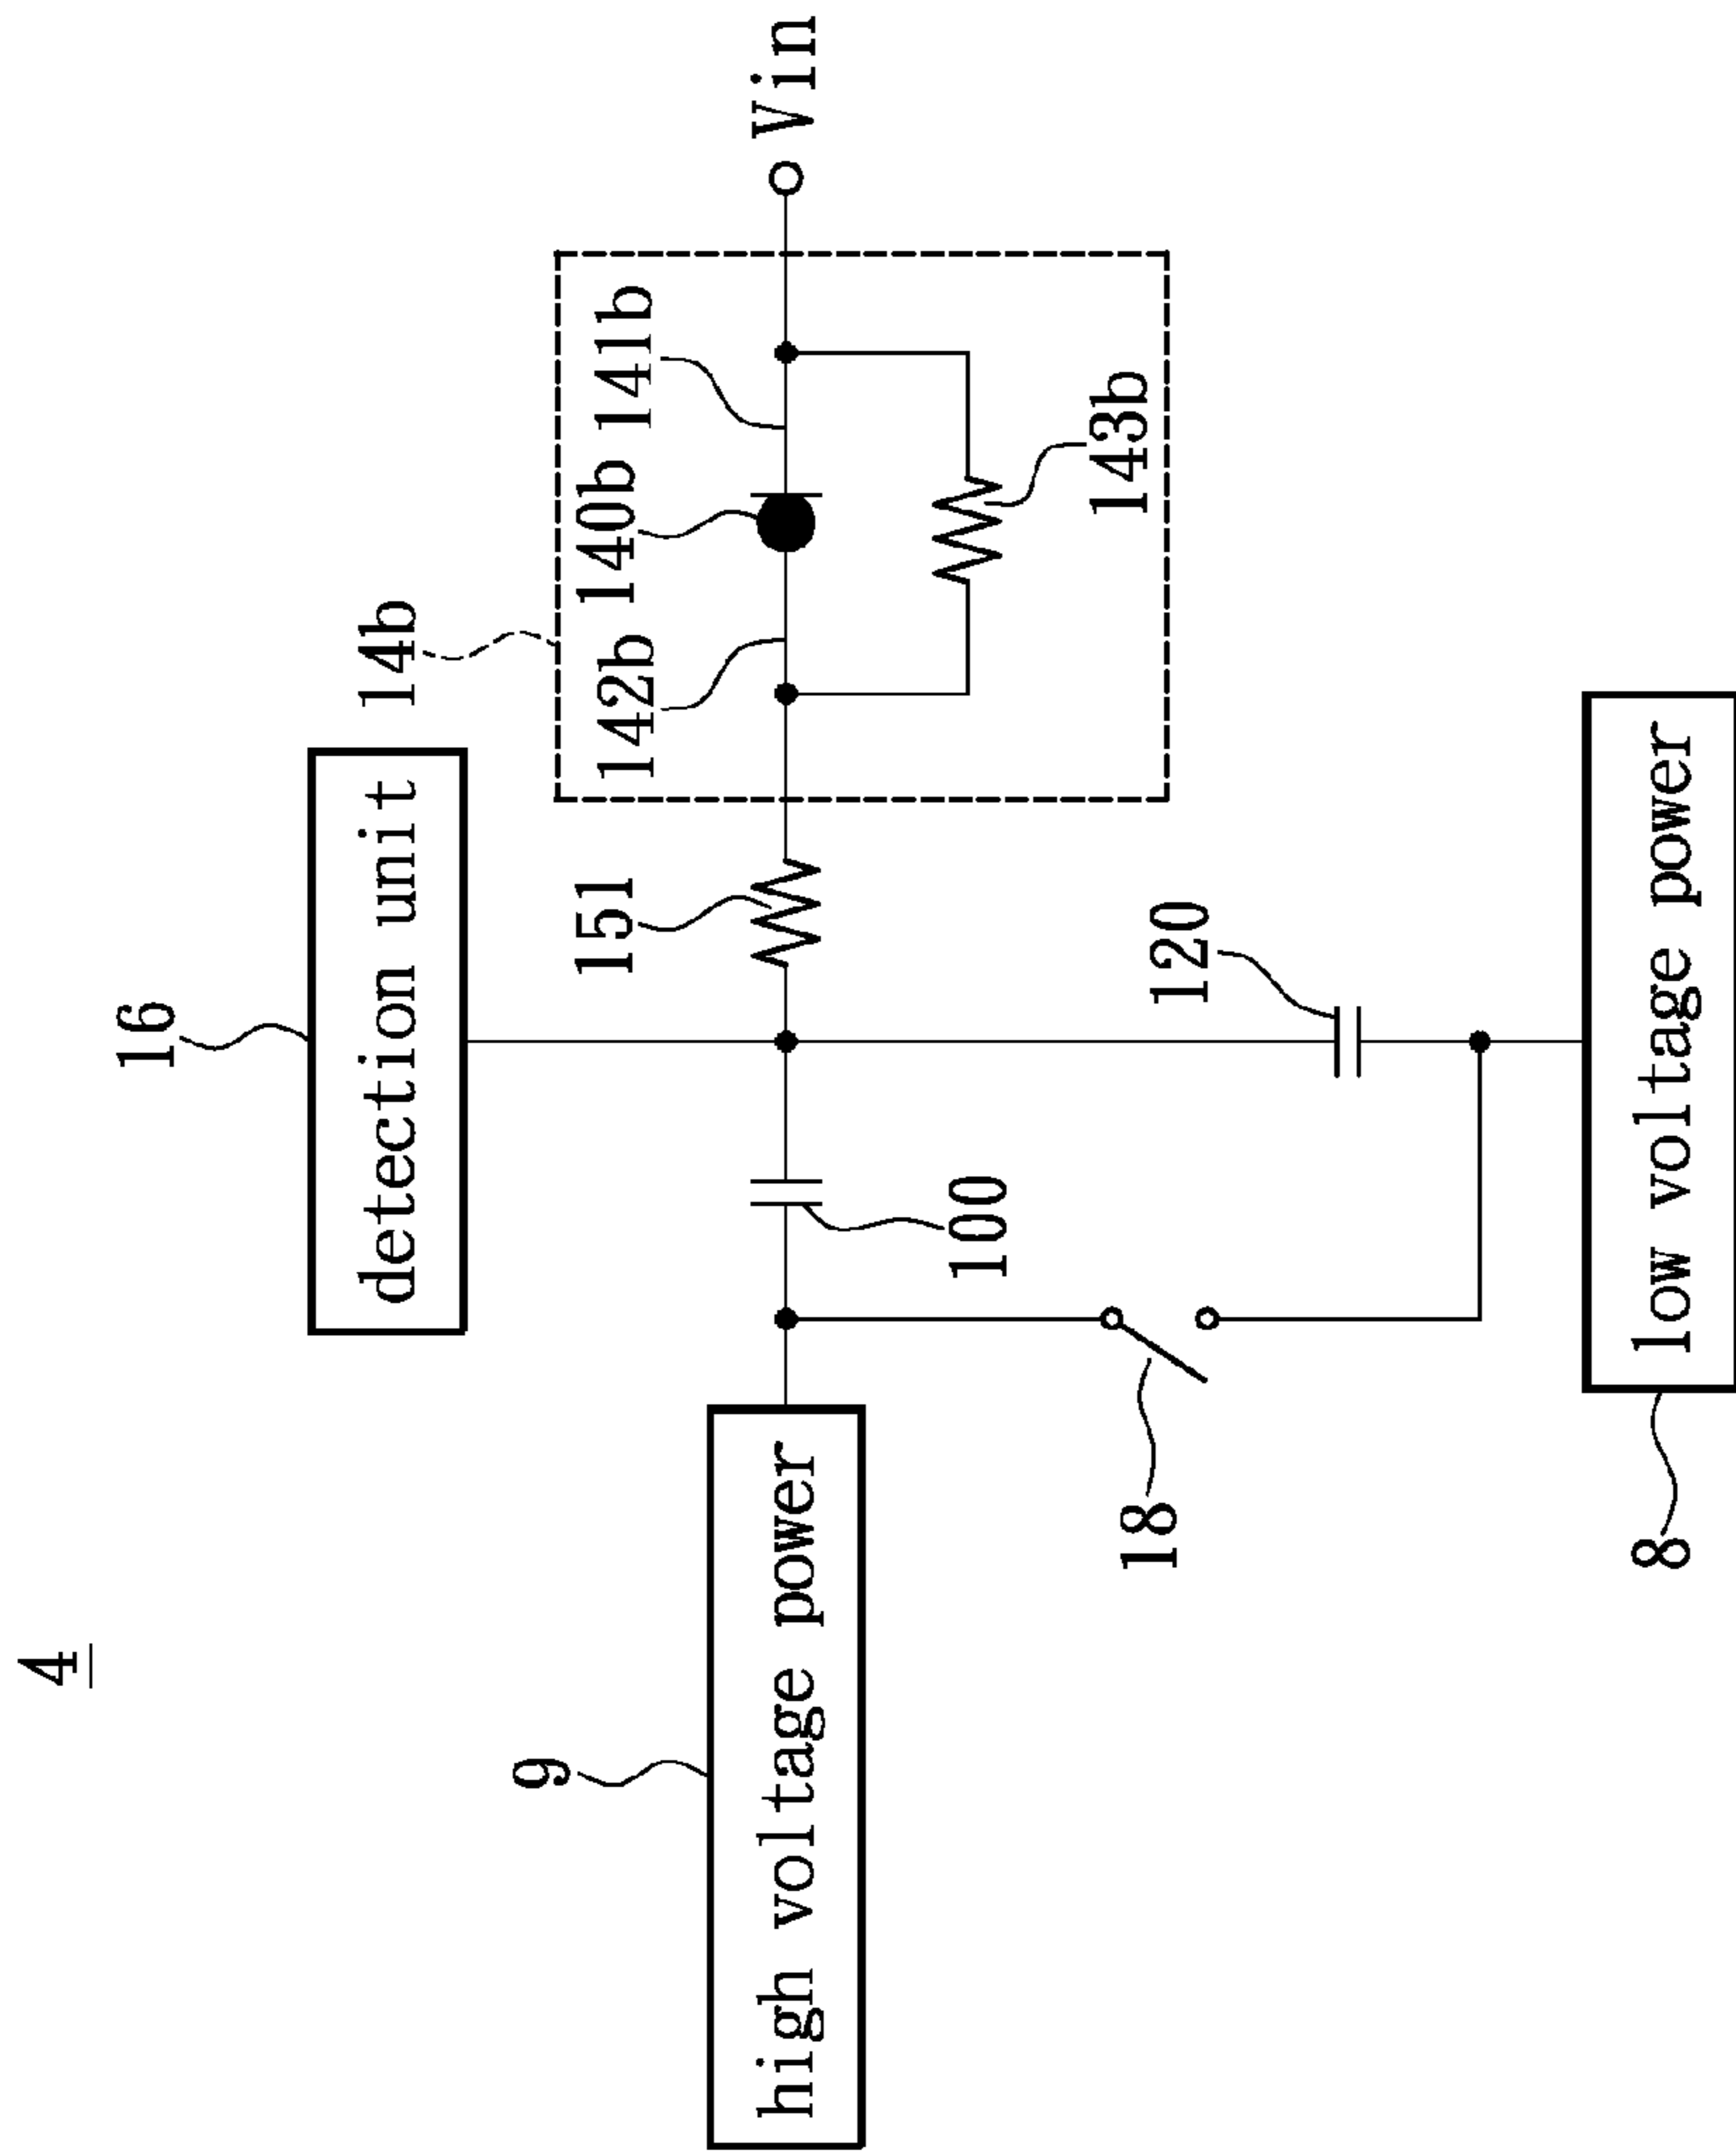 4
16
detection unit
14b
9
142b
140b
141b
151
high voltage power
Vin
100
143b
18
120
8
low voltage power